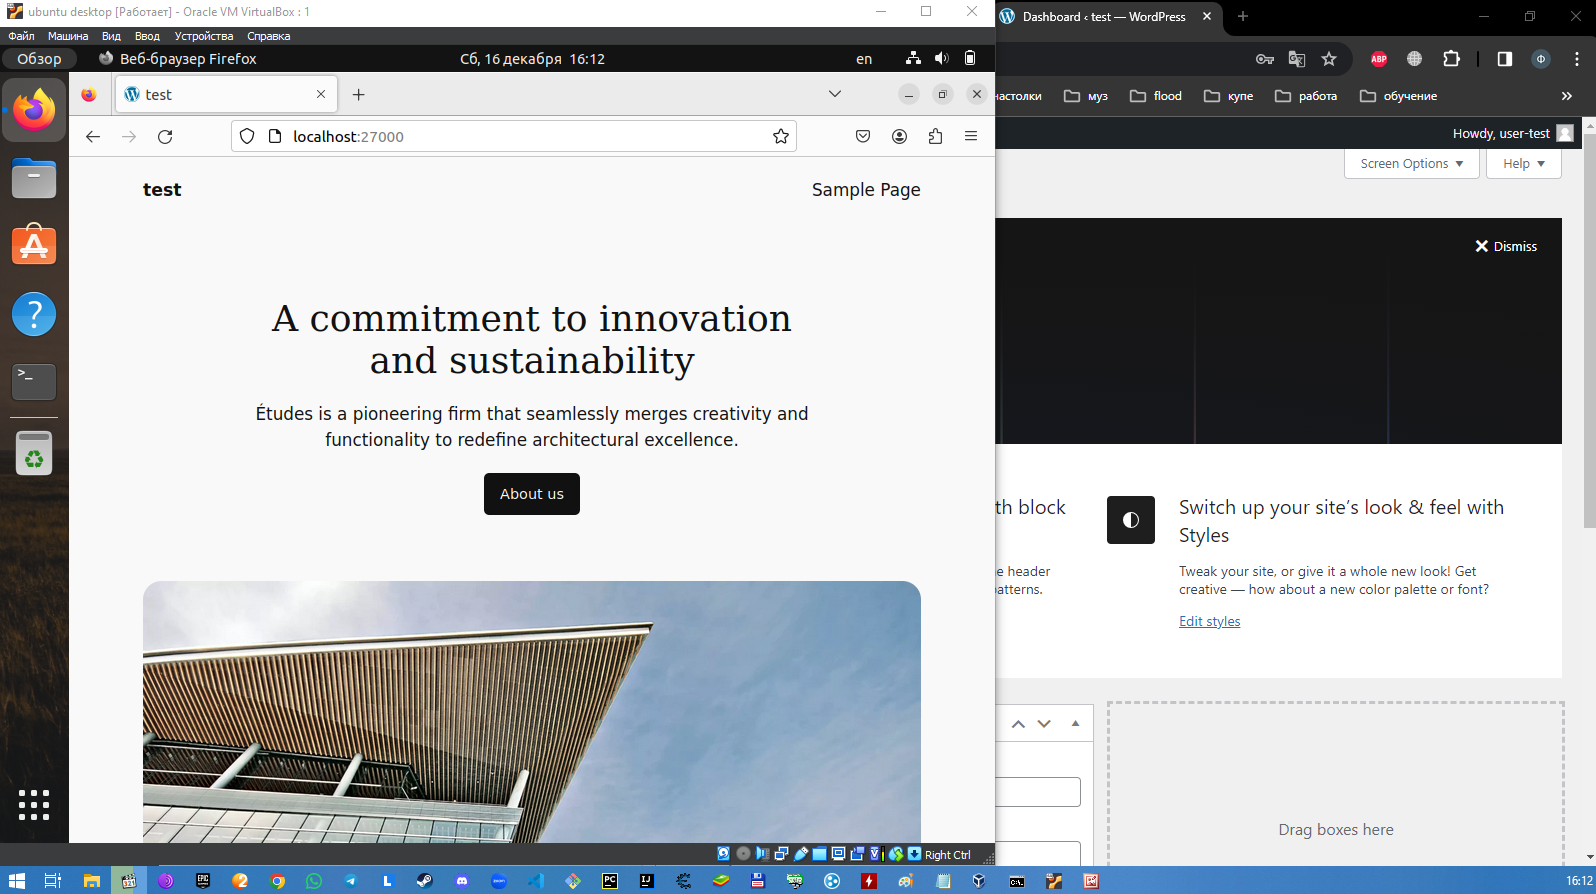 ubuntu desktop [Работает] - Oracle VM VirtualBox : 1
Файл Машина Вид Ввод Устройства Справка
Обзор Веб-браузер Firefox Сб, 16 декабря 16:12 en
test
localhost:27000
test Sample Page
A commitment to innovation
and sustainability
Études is a pioneering firm that seamlessly merges creativity and
functionality to redefine architectural excellence.
About us
Right Ctrl
Dashboard ‹ test — WordPress
ABP
Ф
настолки муз flood купе работа обучение »
Howdy, user-test
Screen Options Help
Dismiss
th block
e header
patterns.
Switch up your site's look & feel with
Styles
Tweak your site, or give it a whole new look! Get
creative — how about a new color palette or font?
Edit styles
Drag boxes here
16:12